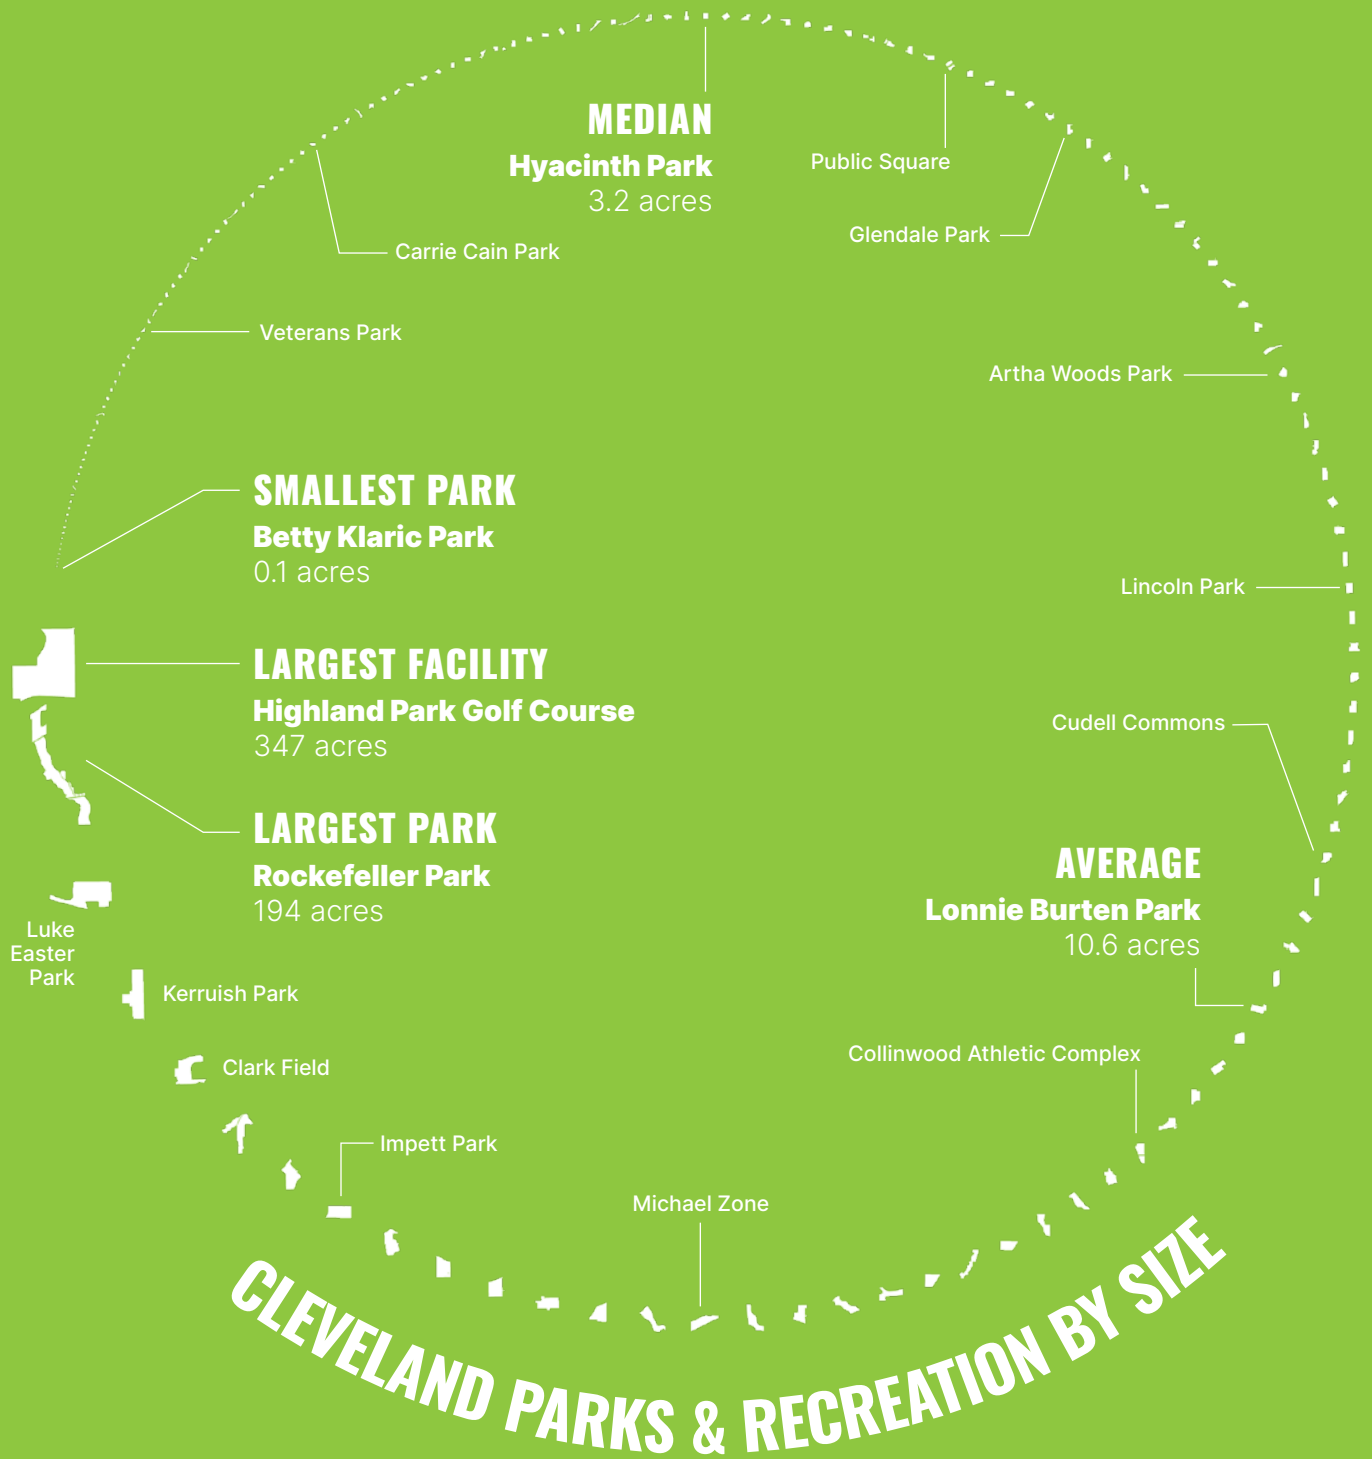 MEDIAN
Hyacinth Park
3.2 acres
Public Square
Glendale Park
Carrie Cain Park
Veterans Park
Artha Woods Park
SMALLEST PARK
Betty Klaric Park
0.1 acres
Lincoln Park
LARGEST FACILITY
Highland Park Golf Course
347 acres
Cudell Commons
LARGEST PARK
Rockefeller Park
194 acres
AVERAGE
Lonnie Burten Park
10.6 acres
Luke
Easter
Park
Kerruish Park
Clark Field
Collinwood Athletic Complex
Impett Park
Michael Zone
CLEVELAND PARKS & RECREATION BY SIZE